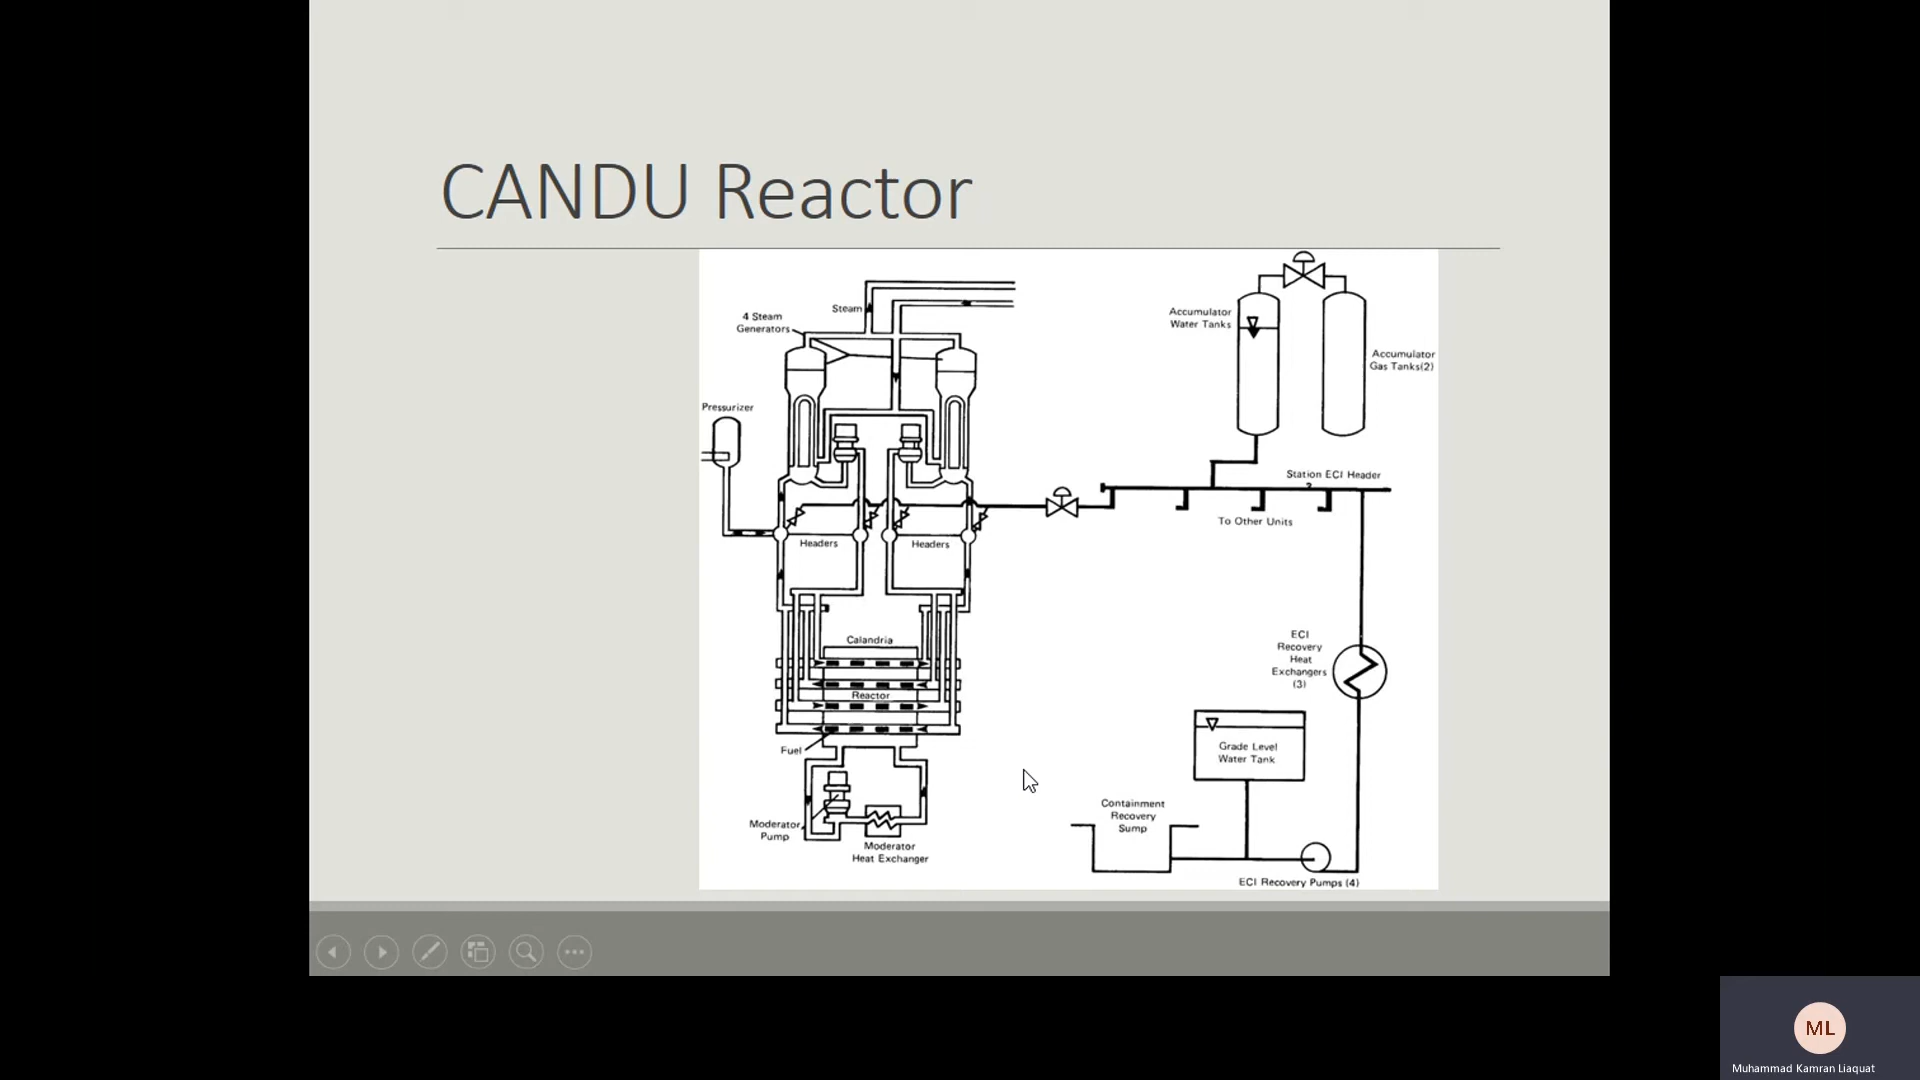 CANDU Reactor
Steam
4 Steam
Generators
Pressurizer
Headers
Headers
Calandria
Reactor
Fuel
Moderator
Pump
Moderator
Heat Exchanger
Accumulator
Water Tanks
Accumulator
Gas Tanks(2)
Station ECI Header
To Other Units
ECI
Recovery
Heat
Exchangers
(3)
Grade Level
Water Tank
Containment
Recovery
Sump
ECI Recovery Pumps (4)
ML
Muhammad Kamran Liaquat